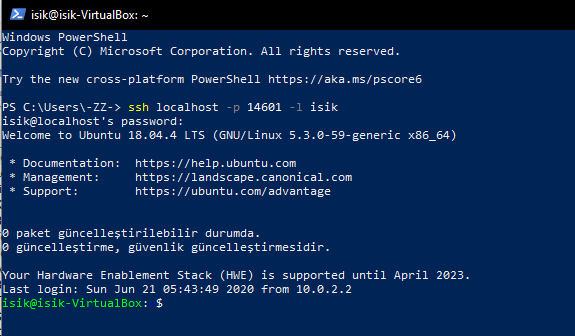 isik@isik-VirtualBox: ~
Windows PowerShell
Copyright (C) Microsoft Corporation. All rights reserved.
Try the new cross-platform PowerShell https://aka.ms/pscore6
PS C:\Users\-ZZ-> ssh localhost -p 14601 -l isik
isik@localhost's password:
Welcome to Ubuntu 18.04.4 LTS (GNU/Linux 5.3.0-59-generic x86_64)
* Documentation:  https://help.ubuntu.com
* Management:     https://landscape.canonical.com
* Support:        https://ubuntu.com/advantage
0 paket güncelleştirilebilir durumda.
0 güncelleştirme, güvenlik güncelleştirmesidir.
Your Hardware Enablement Stack (HWE) is supported until April 2023.
Last login: Sun Jun 21 05:43:49 2020 from 10.0.2.2
isik@isik-VirtualBox: $